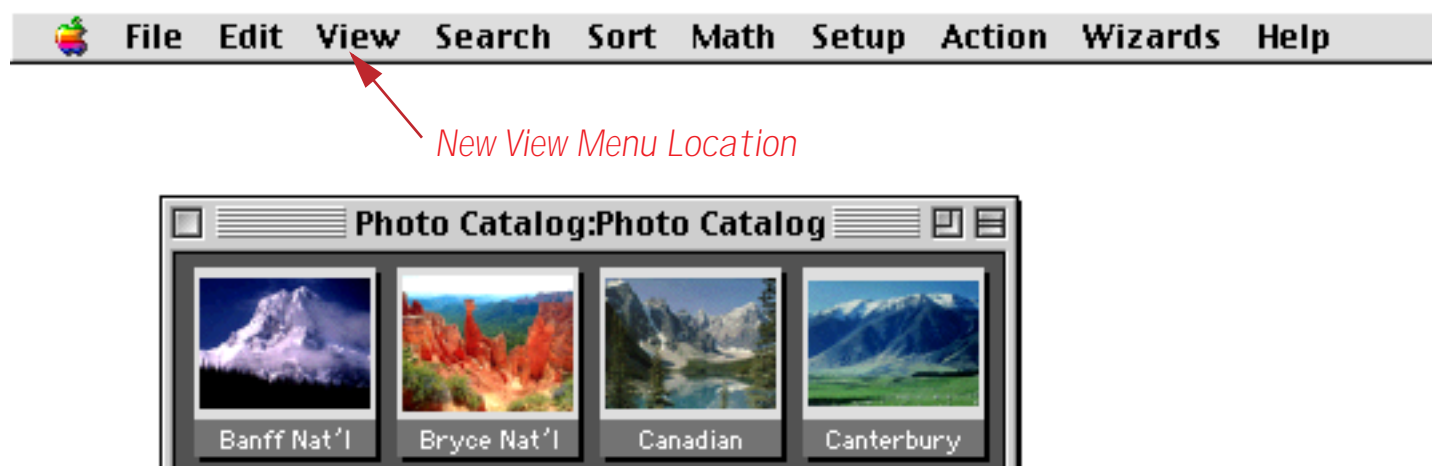 File Edit View Search Sort Math Setup Action Wizards Help
New View Menu Location
Photo Catalog:Photo Catalog
Banff Nat'l Bryce Nat'l Canadian Canterbury